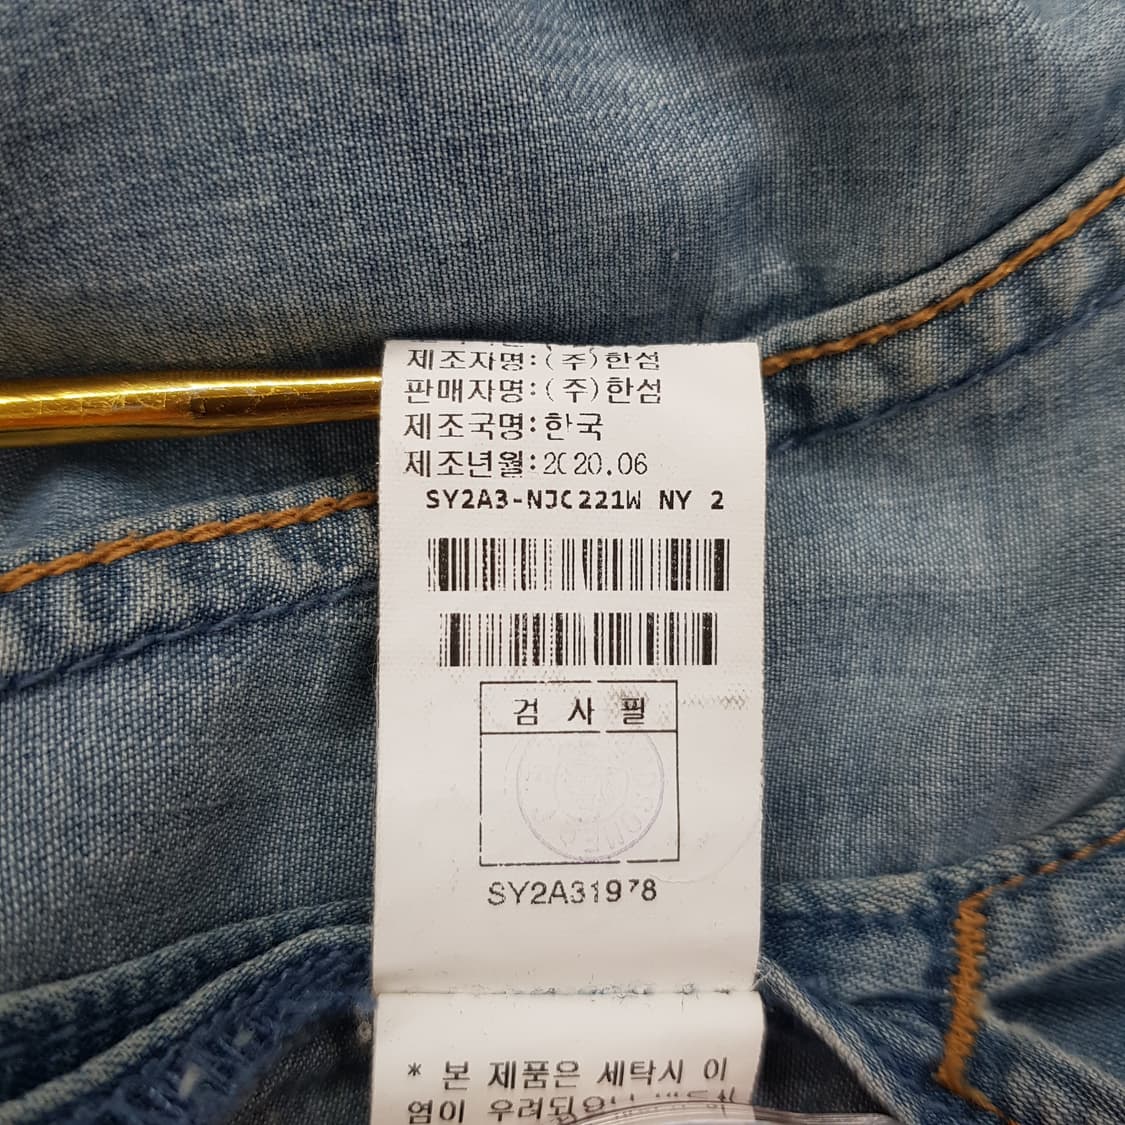 제조자명:(주)한섬
판매자명:(주)한섬
제조국명:한국
제조년월:2020.06
SY2A3-NJC221W NY 2
검 사 필
SY2A31978
* 본 제품은 세탁시 이
염이